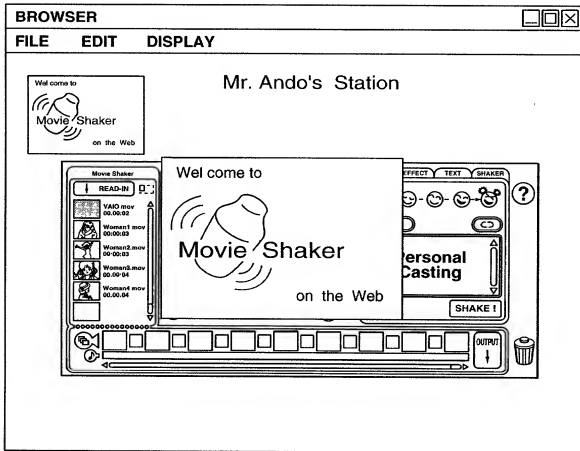 BROWSER
FILE EDIT DISPLAY
Mr. Ando's Station
Wel come to
Movie Shaker
on the Web
Movie Shaker
READ-IN
VAIO mov
00.00:02
Woman1 mov
00:00:03
Woman2.mov
00:00:03
Woman3.mov
00:00:04
Woman4 mov
00.00.04
Wel come to
Movie Shaker
on the Web
EFFECT TEXT SHAKER
?
ersonal
Casting
SHAKE !
OUTPUT